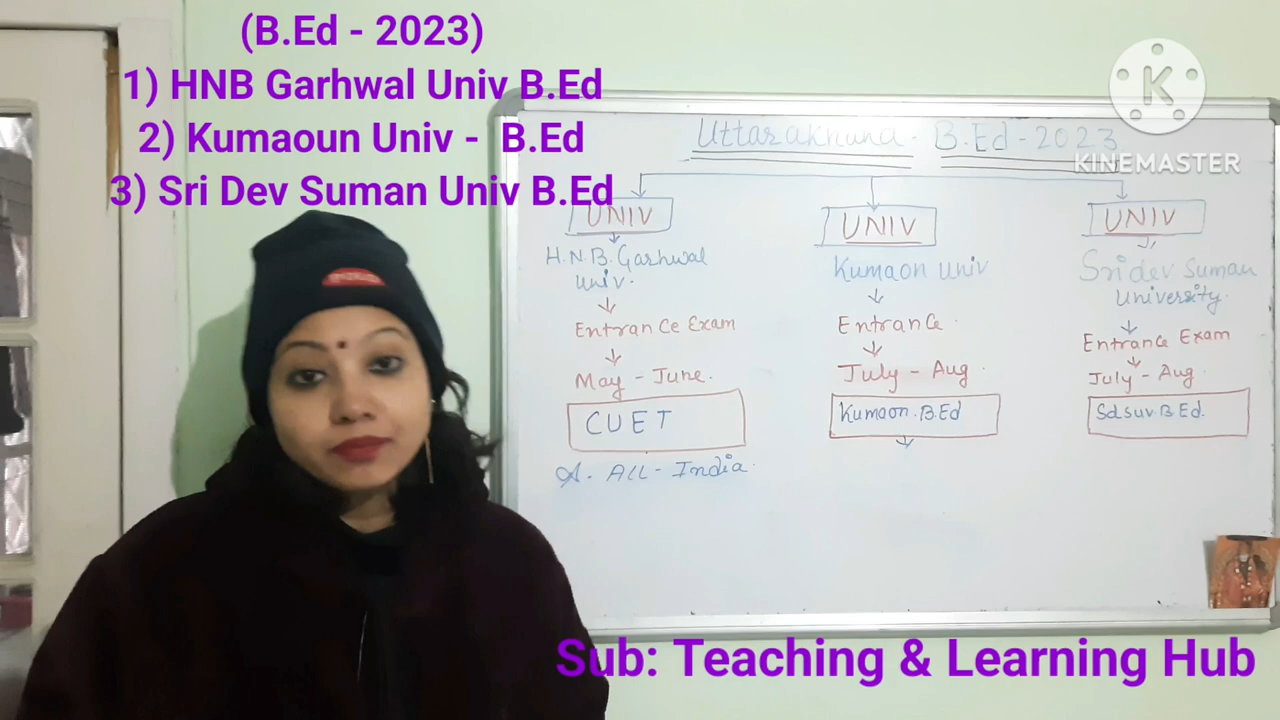 (B.Ed - 2023)
1) HNB Garhwal Univ B.Ed
2) Kumaoun Univ - B.Ed
3) Sri Dev Suman Univ B.Ed
K
KINEMASTER
Uttarakhand - B.Ed - 2023
UNIV
H.N.B. Garhwal
Univ.
Entrance Exam
May - June.
CUET
ALL - India
UNIV
Kumaon Univ
Entrance
July - Aug
Kumaon.B.Ed
UNIV
Sri dev Suman
University.
Entrance Exam
July - Aug
Sdsuv.B.Ed.
Sub: Teaching & Learning Hub